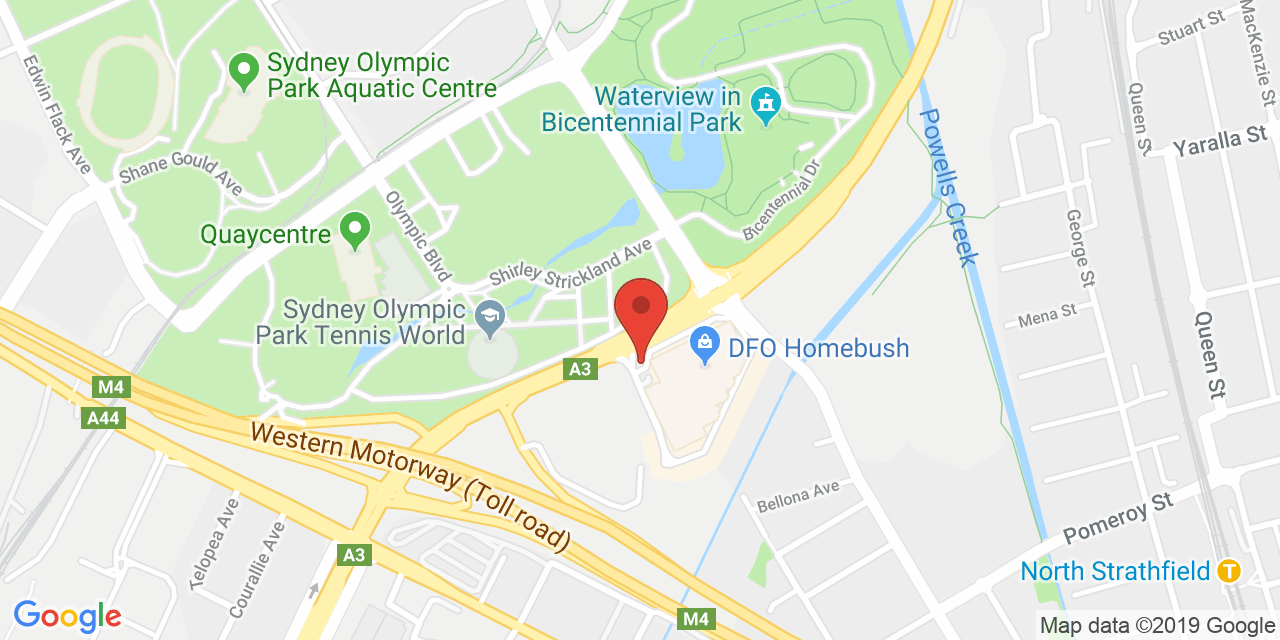 Stuart St
MacKenzie St
Edwin Flack Ave
Sydney Olympic
Park Aquatic Centre
Waterview in
Bicentennial Park
Queen St
Powells Creek
Yaralla St
Shane Gould Ave
Olympic Blvd
Bicentennial Dr
George St
Quaycentre
Shirley Strickland Ave
Sydney Olympic
Park Tennis World
Mena St
Queen St
DFO Homebush
A3
M4
A44
Western Motorway (Toll road)
Bellona Ave
Pomeroy St
Telopea Ave
Courallie Ave
A3
North Strathfield
T
M4
Google
Map data ©2019 Google